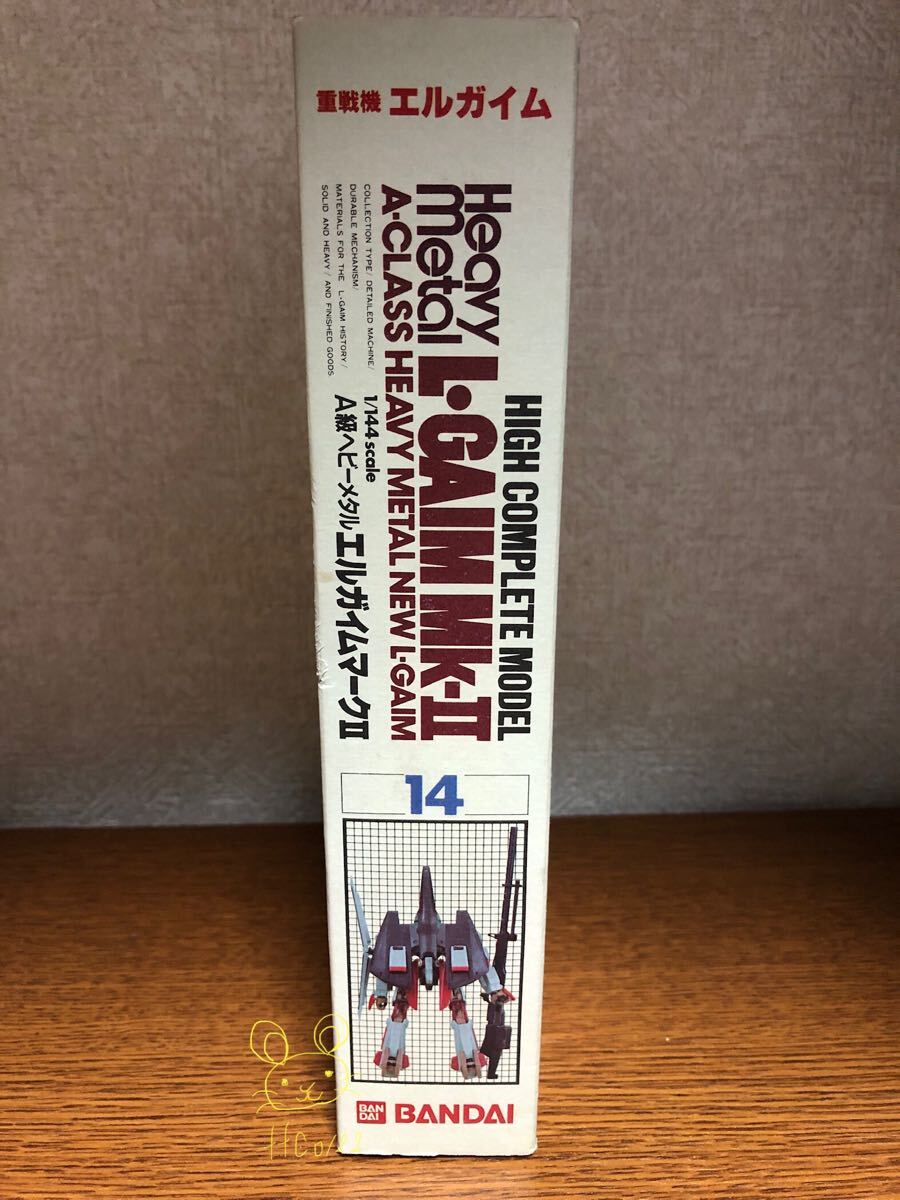 重戦機 エルガイム
HIGH COMPLETE MODEL
Heavy Metal L·GAIM MK-II
A-CLASS HEAVY METAL NEW L·GAIM
COLLECTION TYPE/ DETAILED MACHINE/
DURABLE MECHANISM/
MATERIALS FOR THE L·GAIM HISTORY/
SOLID AND HEAVY/ AND FINISHED GOODS
1/144 scale
A級ヘビーメタル エルガイムマークII
14
BAN DAI BANDAI